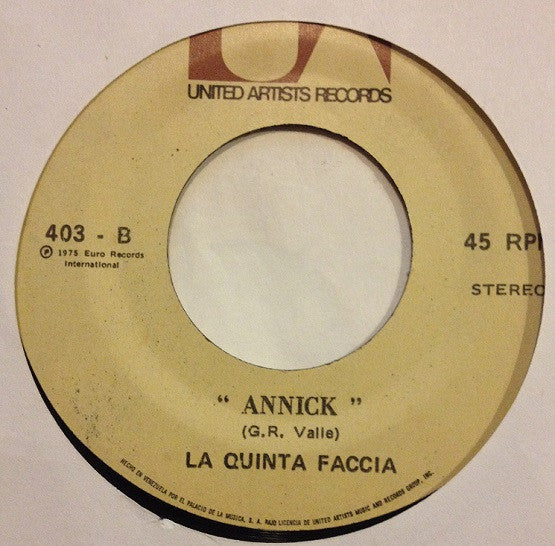 UA
UNITED ARTISTS RECORDS
403 - B
Ⓟ 1975 Euro Records
International
45 RPM
STEREO
" ANNICK "
(G.R. Valle)
LA QUINTA FACCIA
HECHO EN VENEZUELA POR EL PALACIO DE LA MUSICA, S. A. BAJO LICENCIA DE UNITED ARTISTS MUSIC AND RECORDS GROUP, INC.